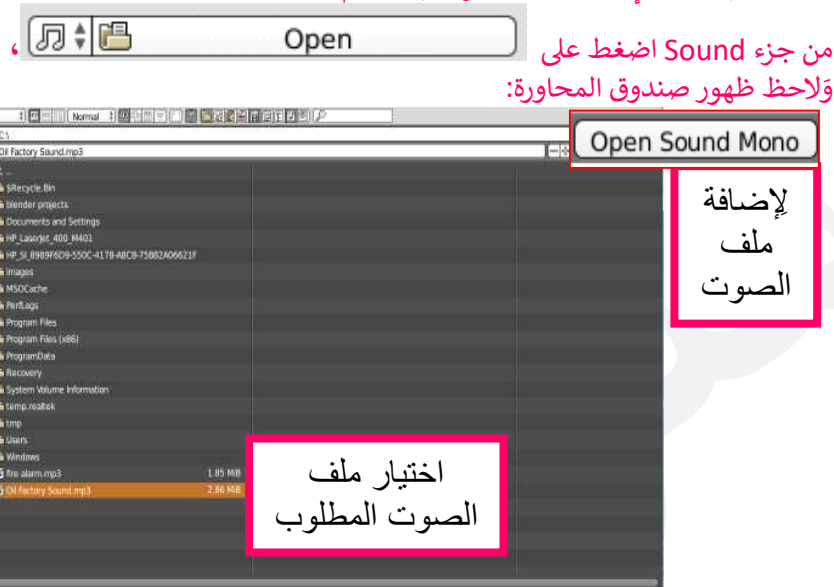 من جزء Sound اضغط على Open ،
وَلاحظ ظهور صندوق المحاورة:
Normal
C:\
Oil Factory Sound.mp3
Open Sound Mono
..
$Recycle.Bin
blender projects
Documents and Settings
HP_Laserjet_400_M401
images
MSOCache
PerfLogs
Program Files
Program Files (x86)
ProgramData
Recovery
System Volume Information
temp.realtek
tmp
Users
Windows
fire alarm.mp3 1.85 MiB
Oil Factory Sound.mp3 2.86 MiB
لِإضافة
ملف
الصوت
اختيار ملف
الصوت المطلوب